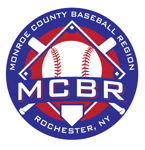 MONROE COUNTY BASEBALL REGION
MCBR
ROCHESTER, NY